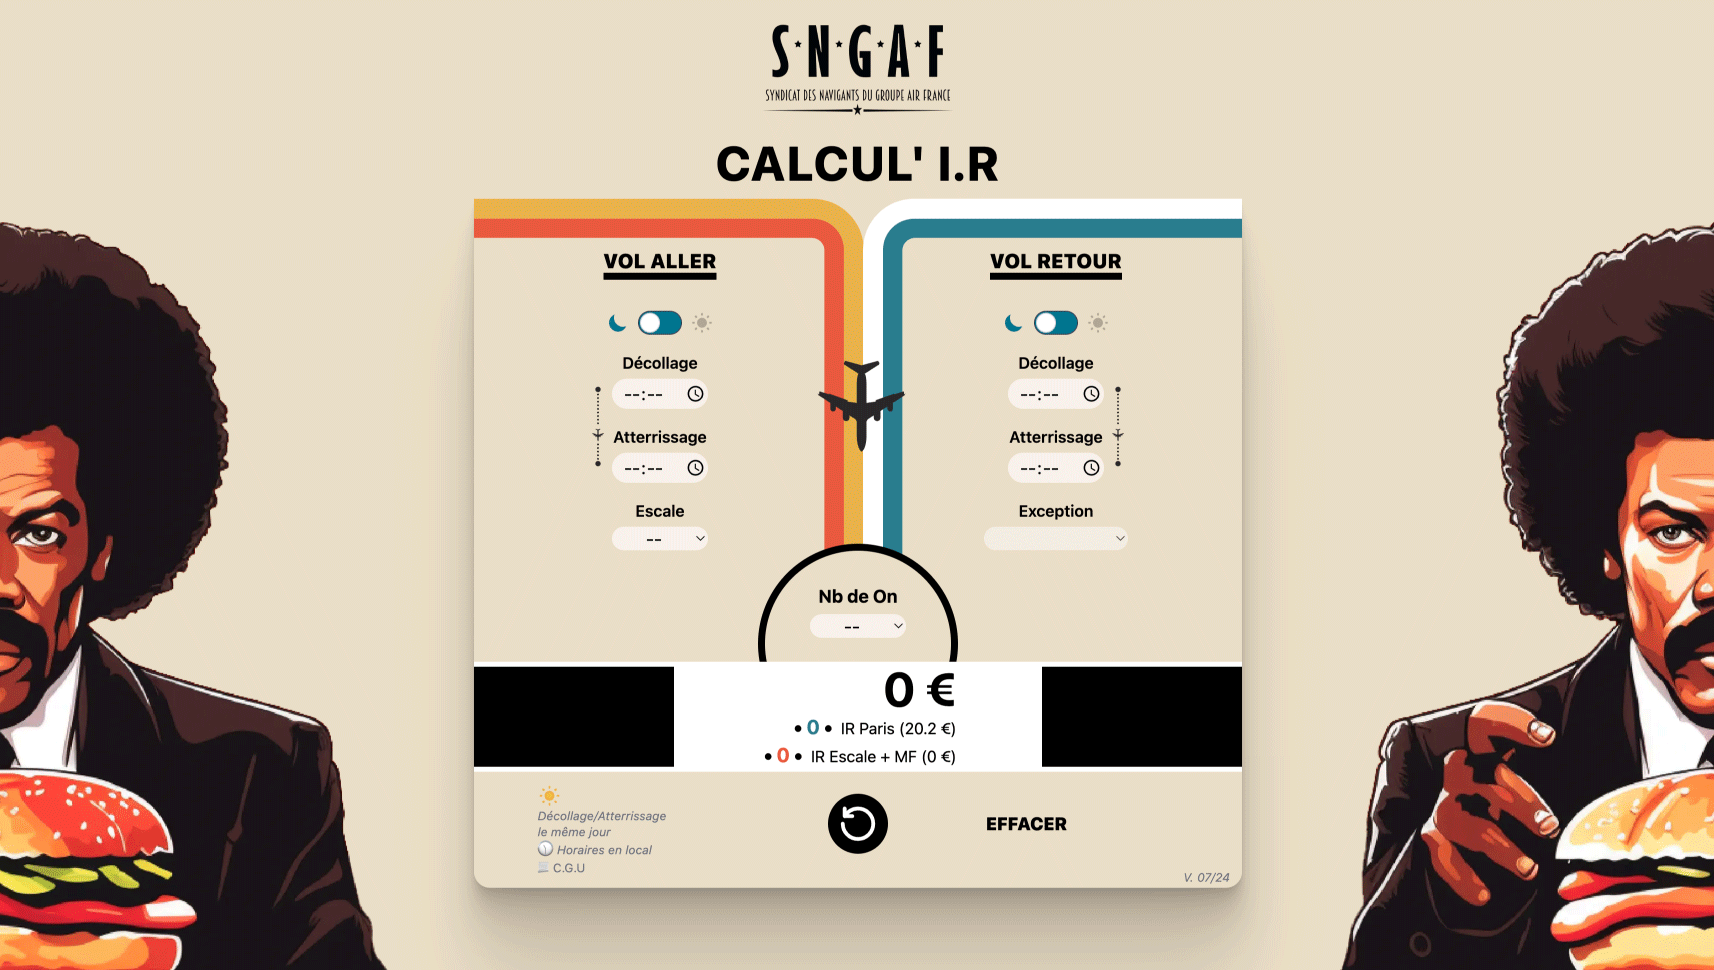 S·N·G·A·F
SYNDICAT DES NAVIGANTS DU GROUPE AIR FRANCE
CALCUL' I.R
VOL ALLER
Décollage
--:--
Atterrissage
--:--
Escale
--
VOL RETOUR
Décollage
--:--
Atterrissage
--:--
Exception
Nb de On
--
0 €
• 0 • IR Paris (20.2 €)
• 0 • IR Escale + MF (0 €)
Décollage/Atterrissage
le même jour
Horaires en local
C.G.U
EFFACER
V. 07/24